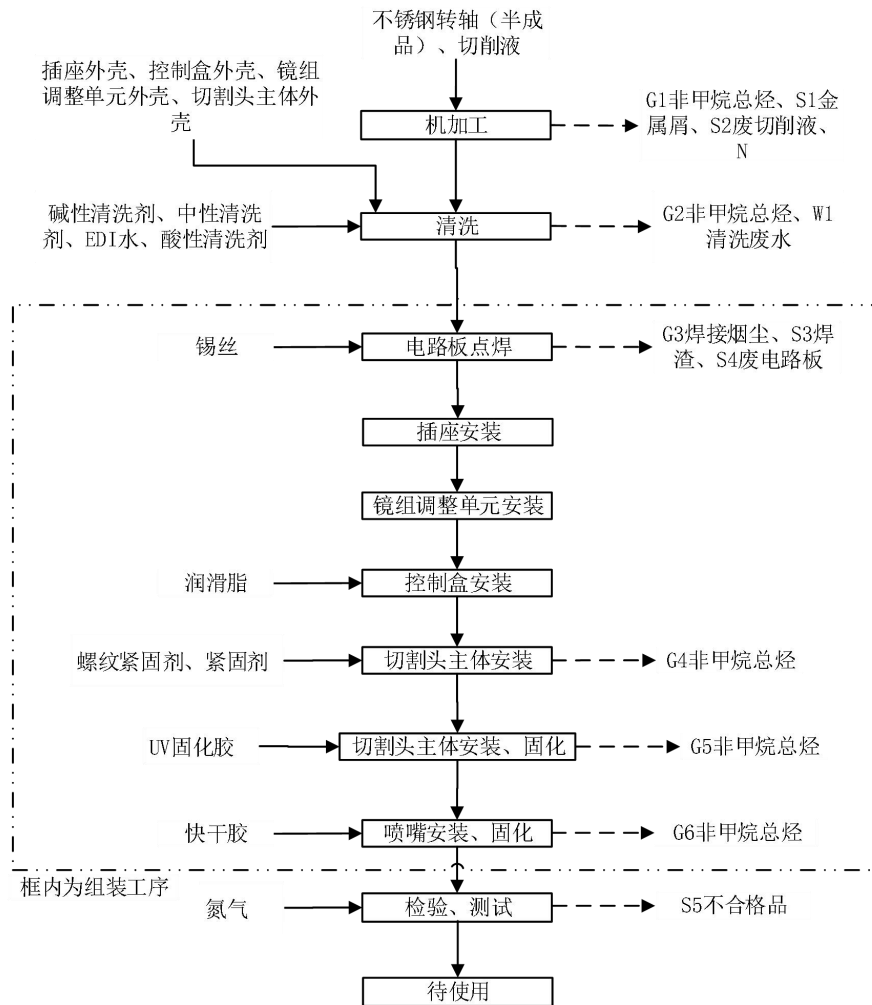 不锈钢转轴（半成
品）、切削液
插座外壳、控制盒外壳、镜组
调整单元外壳、切割头主体外
壳
机加工
G1非甲烷总烃、S1金
属屑、S2废切削液、
N
碱性清洗剂、中性清洗
剂、EDI水、酸性清洗剂
清洗
G2非甲烷总烃、W1
清洗废水
锡丝
电路板点焊
G3焊接烟尘、S3焊
渣、S4废电路板
插座安装
镜组调整单元安装
润滑脂
控制盒安装
螺纹紧固剂、紧固剂
切割头主体安装
G4非甲烷总烃
UV固化胶
切割头主体安装、固化
G5非甲烷总烃
快干胶
喷嘴安装、固化
G6非甲烷总烃
框内为组装工序
氮气
检验、测试
S5不合格品
待使用